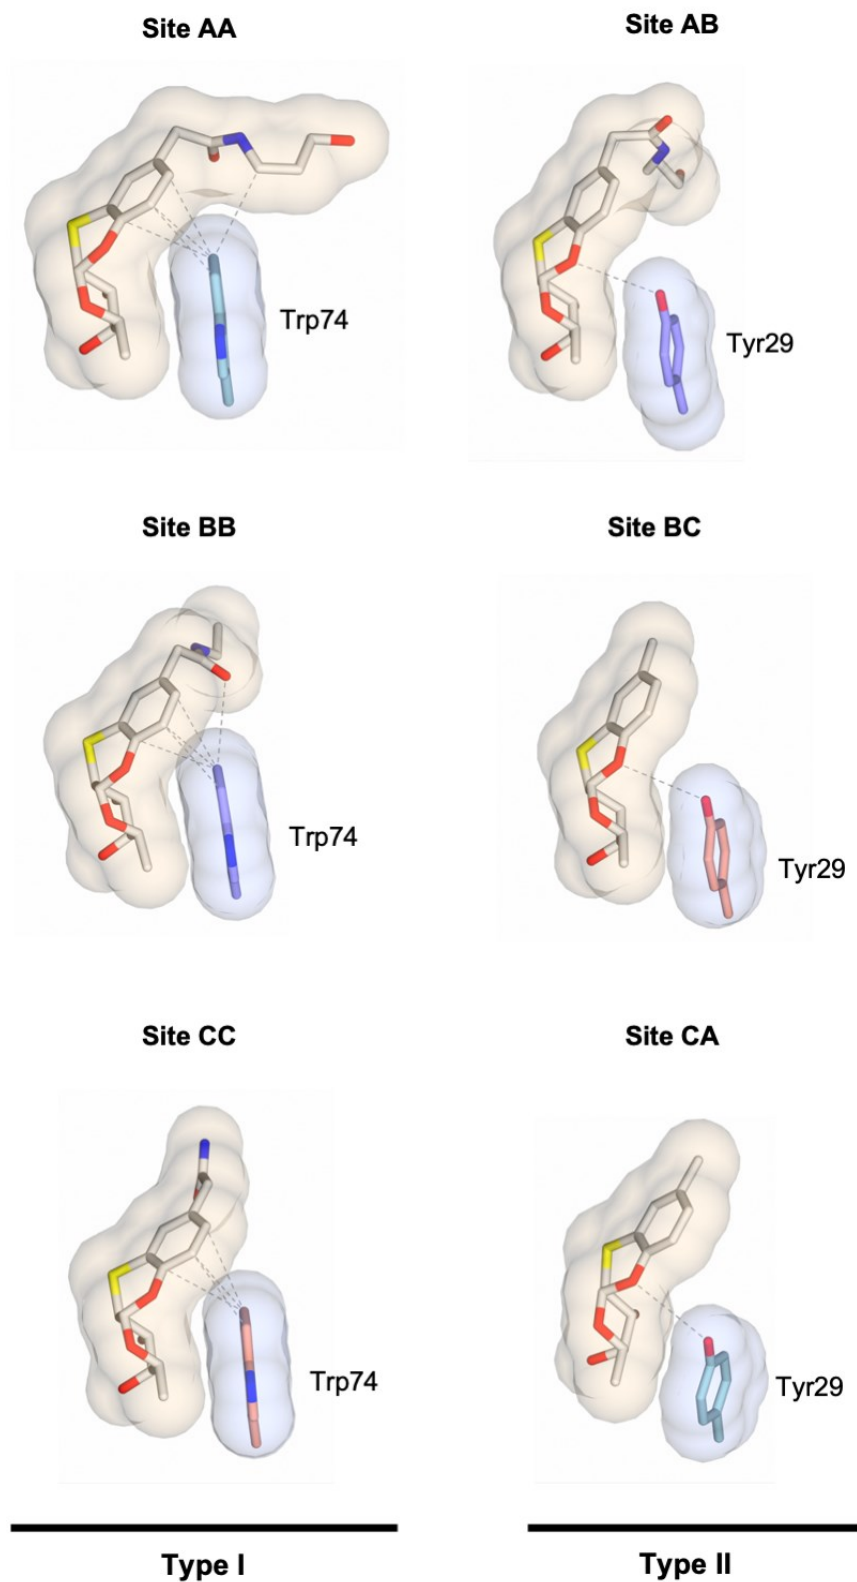 Site AA
Site AB
Trp74
Tyr29
Site BB
Site BC
Trp74
Tyr29
Site CC
Site CA
Trp74
Tyr29
Type I
Type II